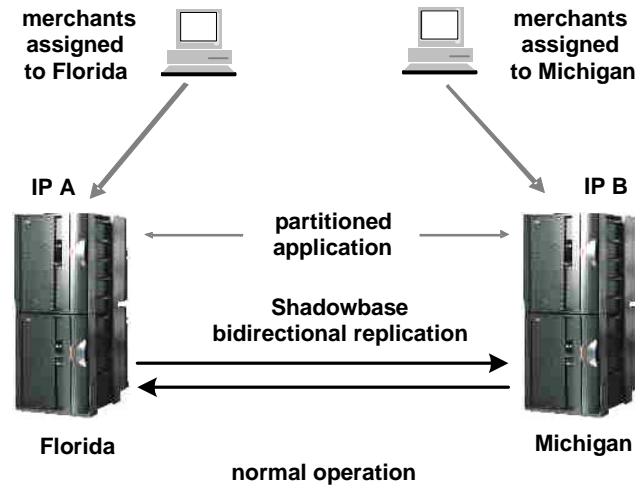 merchants
assigned
to Florida
merchants
assigned
to Michigan
IP A
IP B
partitioned
application
Shadowbase
bidirectional replication
Florida
Michigan
normal operation